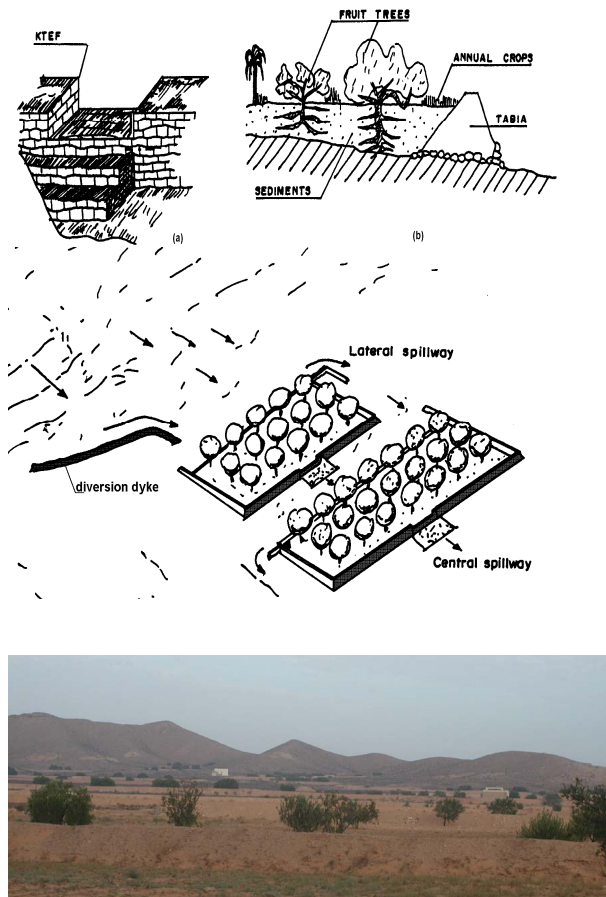 KTEF
FRUIT TREES
ANNUAL CROPS
TABIA
SEDIMENTS
(a)
(b)
Lateral spillway
diversion dyke
Central spillway